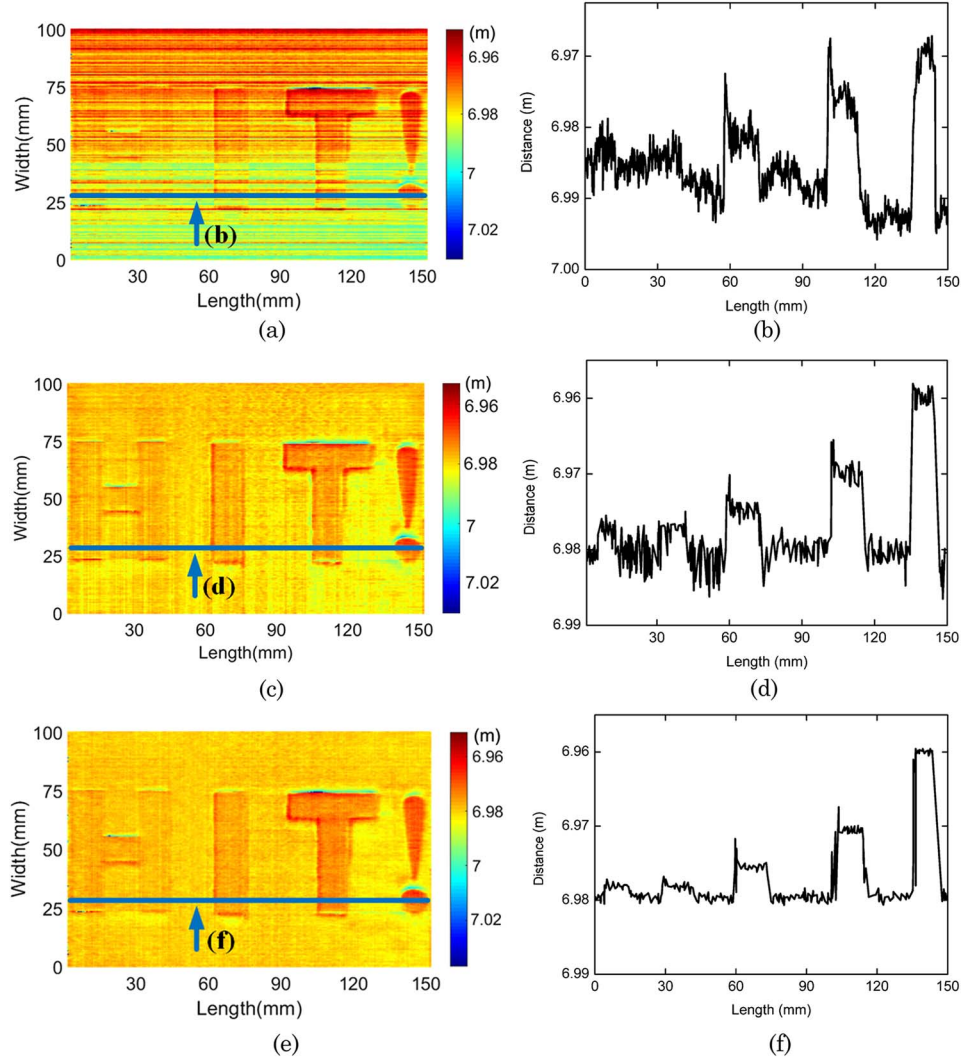 100
75
50
25
0
Width(mm)
30
60
90
120
150
Length(mm)
(m)
6.96
6.98
7
7.02
(b)
(a)
6.97
6.98
6.99
7.00
Distance (m)
0
30
60
90
120
150
Length (mm)
(b)
100
75
50
25
0
Width(mm)
30
60
90
120
150
Length(mm)
(m)
6.96
6.98
7
7.02
(d)
(c)
6.96
6.97
6.98
6.99
Distance (m)
30
60
90
120
150
Length (mm)
(d)
100
75
50
25
0
Width(mm)
30
60
90
120
150
Length(mm)
(m)
6.96
6.98
7
7.02
(f)
(e)
6.96
6.97
6.98
6.99
Distance (m)
0
30
60
90
120
150
Length (mm)
(f)